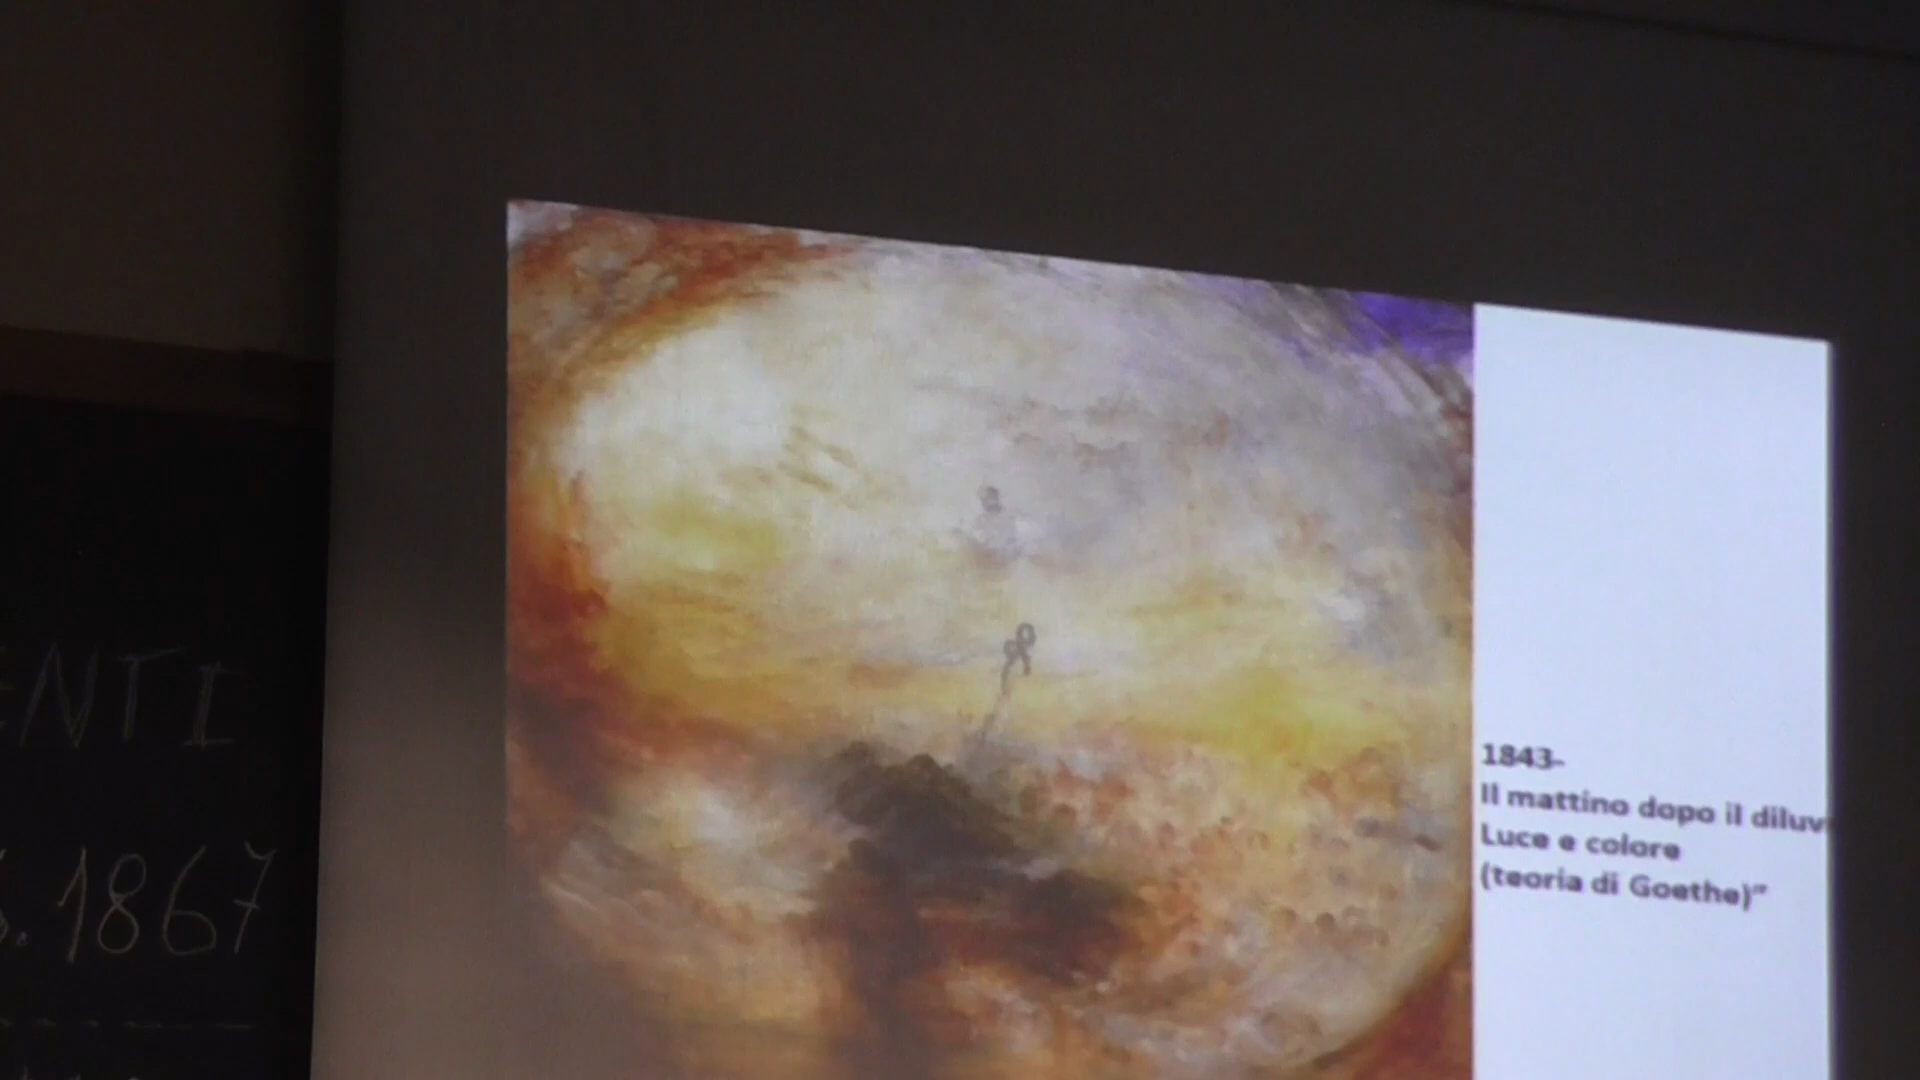 ENTI
. 1867
1843-
Il mattino dopo il diluv
Luce e colore
(teoria di Goethe)"